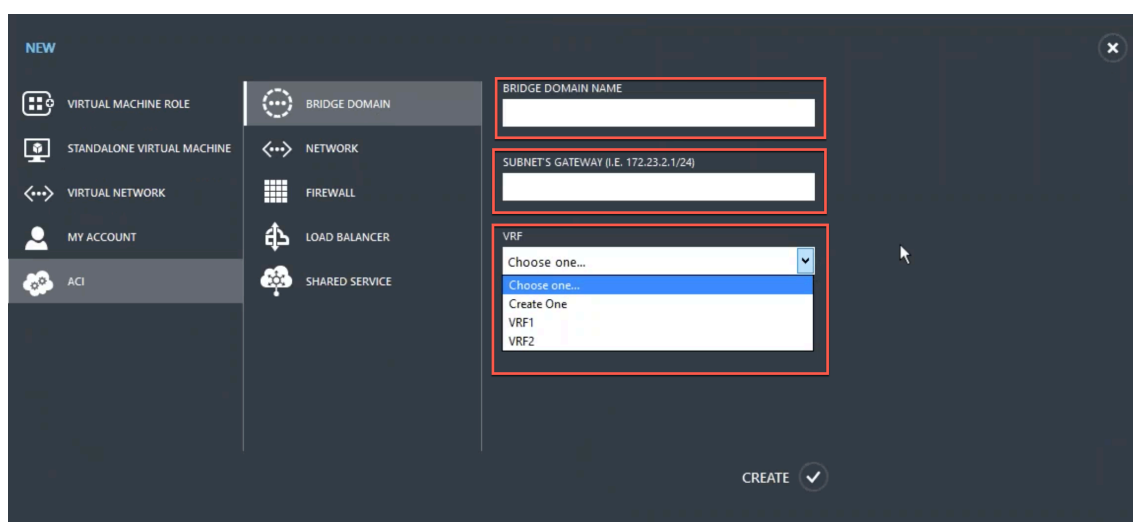 NEW
VIRTUAL MACHINE ROLE
STANDALONE VIRTUAL MACHINE
VIRTUAL NETWORK
MY ACCOUNT
ACI
BRIDGE DOMAIN
NETWORK
FIREWALL
LOAD BALANCER
SHARED SERVICE
BRIDGE DOMAIN NAME
SUBNET'S GATEWAY (I.E. 172.23.2.1/24)
VRF
Choose one...
Choose one...
Create One
VRF1
VRF2
CREATE